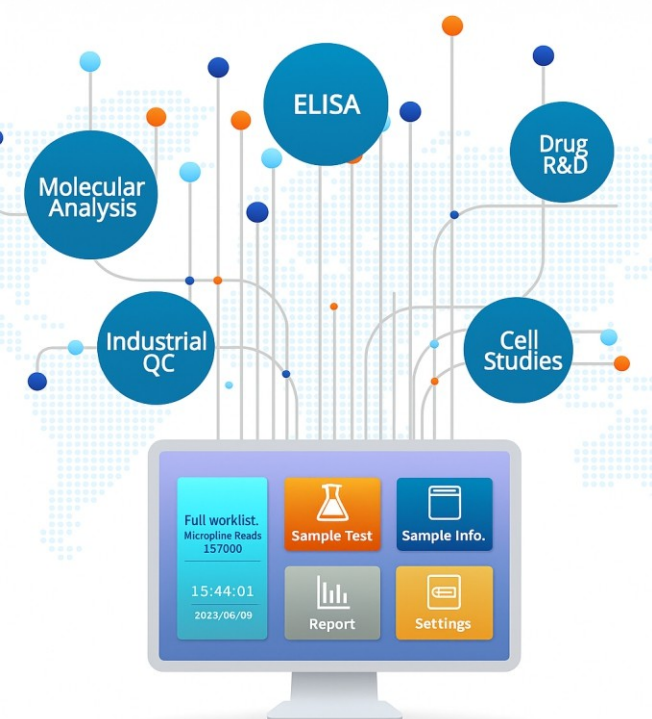 ELISA
Drug
R&D
Molecular
Analysis
Industrial
QC
Cell
Studies
Full worklist.
Micropline Reads
157000
15:44:01
2023/06/09
Sample Test
Sample Info.
Report
Settings